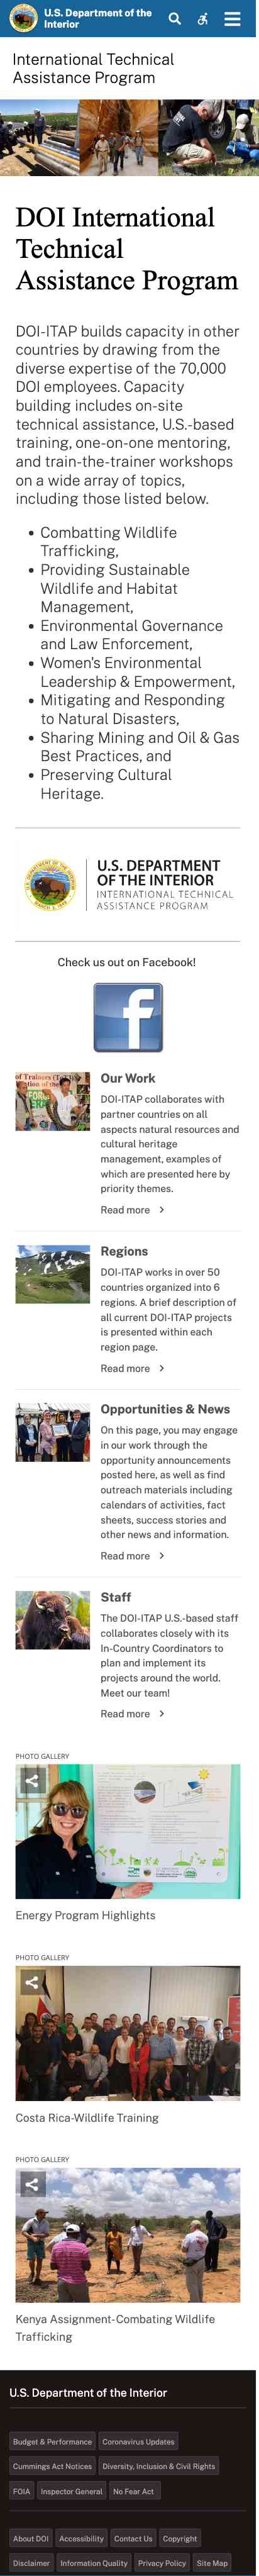 U.S. Department of the
Interior
International Technical
Assistance Program
DOI International
Technical
Assistance Program
DOI-ITAP builds capacity in other
countries by drawing from the
diverse expertise of the 70,000
DOI employees. Capacity
building includes on-site
technical assistance, U.S.-based
training, one-on-one mentoring,
and train-the-trainer workshops
on a wide array of topics,
including those listed below.
• Combatting Wildlife
Trafficking,
• Providing Sustainable
Wildlife and Habitat
Management,
• Environmental Governance
and Law Enforcement,
• Women's Environmental
Leadership & Empowerment,
• Mitigating and Responding
to Natural Disasters,
• Sharing Mining and Oil & Gas
Best Practices, and
• Preserving Cultural
Heritage.
U.S. DEPARTMENT
OF THE INTERIOR
INTERNATIONAL TECHNICAL
ASSISTANCE PROGRAM
Check us out on Facebook!
f
Our Work
DOI-ITAP collaborates with
partner countries on all
aspects natural resources and
cultural heritage
management, examples of
which are presented here by
priority themes.
Read more
Regions
DOI-ITAP works in over 50
countries organized into 6
regions. A brief description of
all current DOI-ITAP projects
is presented within each
region page.
Read more
Opportunities & News
On this page, you may engage
in our work through the
opportunity announcements
posted here, as well as find
outreach materials including
calendars of activities, fact
sheets, success stories and
other news and information.
Read more
Staff
The DOI-ITAP U.S.-based staff
collaborates closely with its
In-Country Coordinators to
plan and implement its
projects around the world.
Meet our team!
Read more
PHOTO GALLERY
Energy Program Highlights
PHOTO GALLERY
Costa Rica-Wildlife Training
PHOTO GALLERY
Kenya Assignment-Combating Wildlife
Trafficking
U.S. Department of the Interior
Budget & Performance Coronavirus Updates
Cummings Act Notices Diversity, Inclusion & Civil Rights
FOIA Inspector General No Fear Act
About DOI Accessibility Contact Us Copyright
Disclaimer Information Quality Privacy Policy Site Map